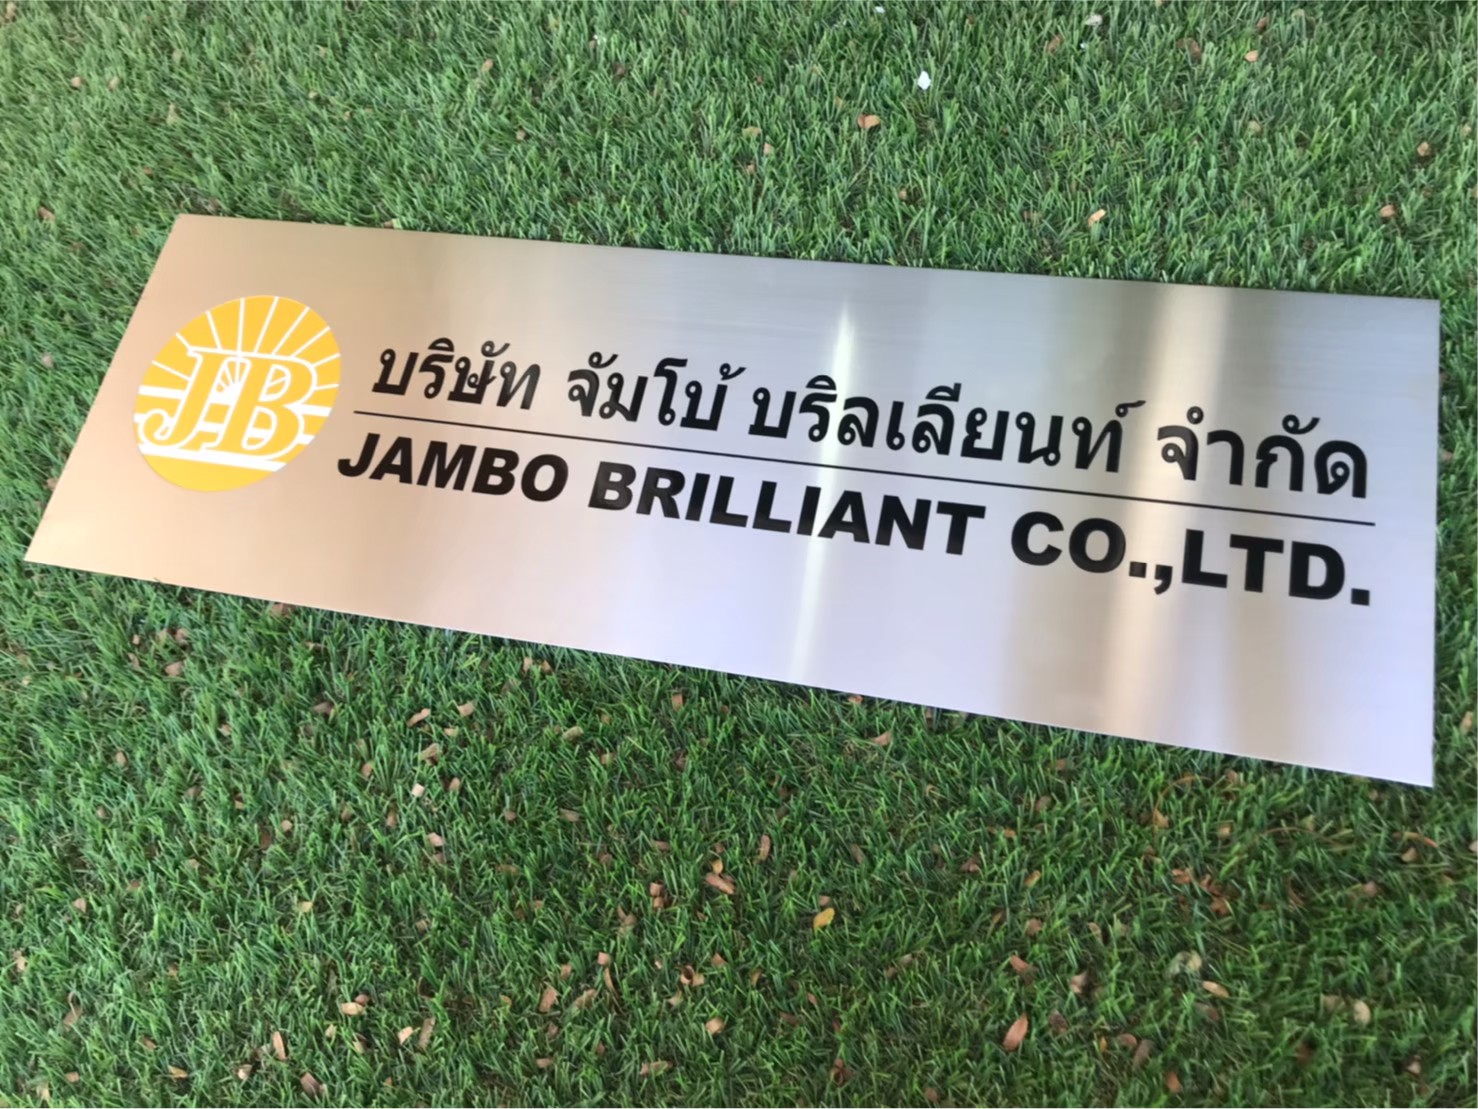 JB
บริษัท จัมโบ้ บริลเลียนท์ จำกัด
JAMBO BRILLIANT CO.,LTD.